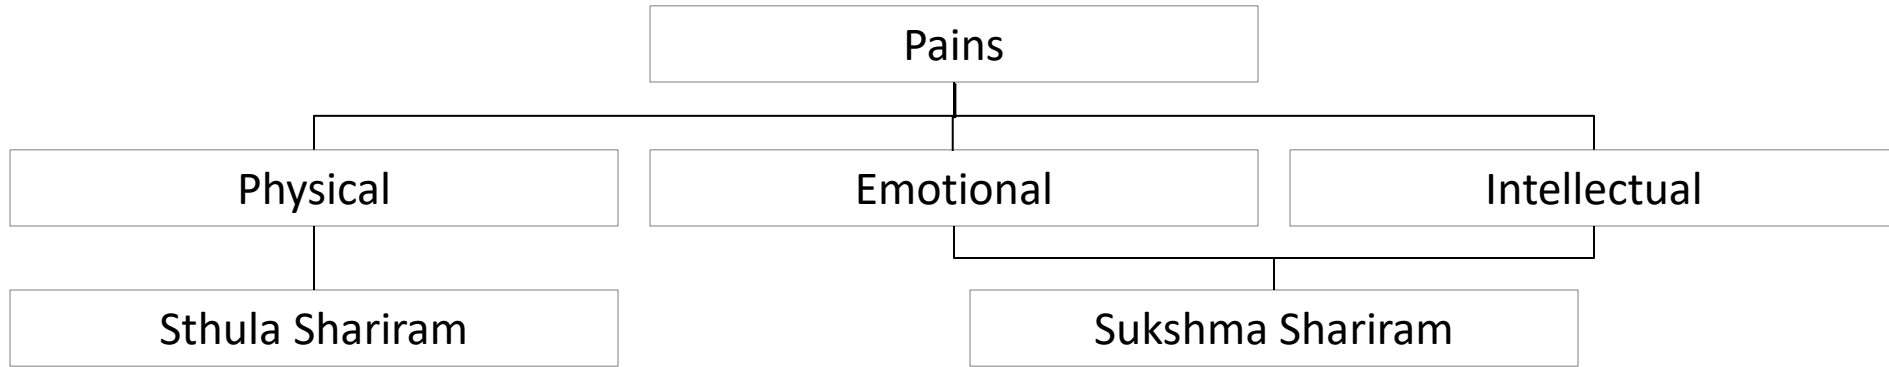 Pains
Physical
Emotional
Intellectual
Sthula Shariram
Sukshma Shariram